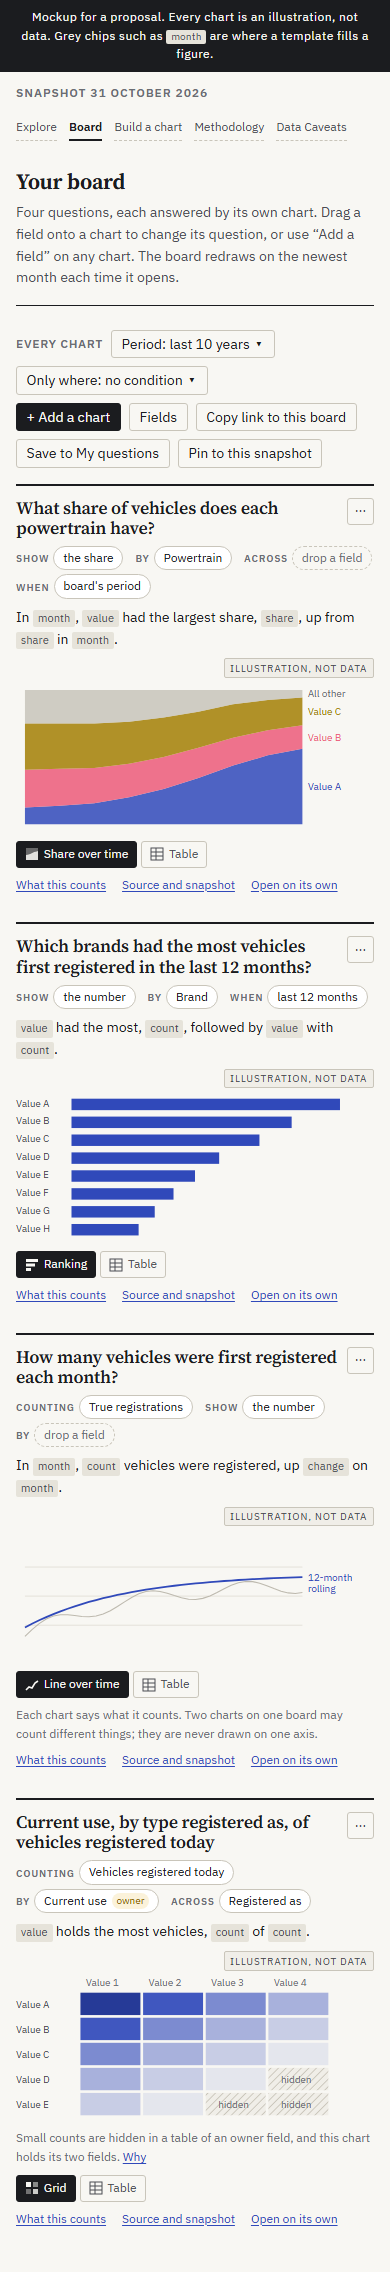 Mockup for a proposal. Every chart is an illustration, not
data. Grey chips such as month are where a template fills a
figure.
SNAPSHOT 31 OCTOBER 2026
Explore Board Build a chart Methodology Data Caveats
Your board
Four questions, each answered by its own chart. Drag a
field onto a chart to change its question, or use “Add a
field” on any chart. The board redraws on the newest
month each time it opens.
EVERY CHART Period: last 10 years ▾
Only where: no condition ▾
+ Add a chart Fields Copy link to this board
Save to My questions Pin to this snapshot
What share of vehicles does each
powertrain have?
...
SHOW the share BY Powertrain ACROSS drop a field
WHEN board's period
In month, value had the largest share, share, up from
share in month.
ILLUSTRATION, NOT DATA
All other
Value C
Value B
Value A
Share over time Table
What this counts Source and snapshot Open on its own
Which brands had the most vehicles
first registered in the last 12 months?
...
SHOW the number BY Brand WHEN last 12 months
value had the most, count, followed by value with
count.
ILLUSTRATION, NOT DATA
Value A
Value B
Value C
Value D
Value E
Value F
Value G
Value H
Ranking Table
What this counts Source and snapshot Open on its own
How many vehicles were first registered
each month?
...
COUNTING True registrations SHOW the number
BY drop a field
In month, count vehicles were registered, up change on
month.
ILLUSTRATION, NOT DATA
12-month
rolling
Line over time Table
Each chart says what it counts. Two charts on one board may
count different things; they are never drawn on one axis.
What this counts Source and snapshot Open on its own
Current use, by type registered as, of
vehicles registered today
...
COUNTING Vehicles registered today
BY Current use owner ACROSS Registered as
value holds the most vehicles, count of count.
ILLUSTRATION, NOT DATA
Value 1 Value 2 Value 3 Value 4
Value A
Value B
Value C
Value D hidden
Value E hidden hidden
Small counts are hidden in a table of an owner field, and this chart
holds its two fields. Why
Grid Table
What this counts Source and snapshot Open on its own